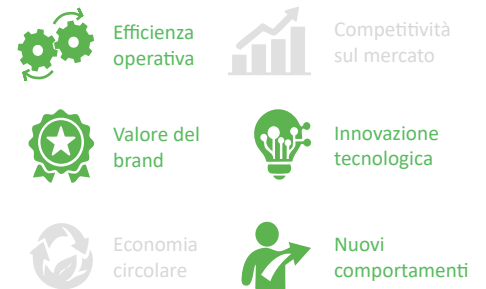 Efficienza
operativa
Competitività
sul mercato
Valore del
brand
Innovazione
tecnologica
Economia
circolare
Nuovi
comportamenti